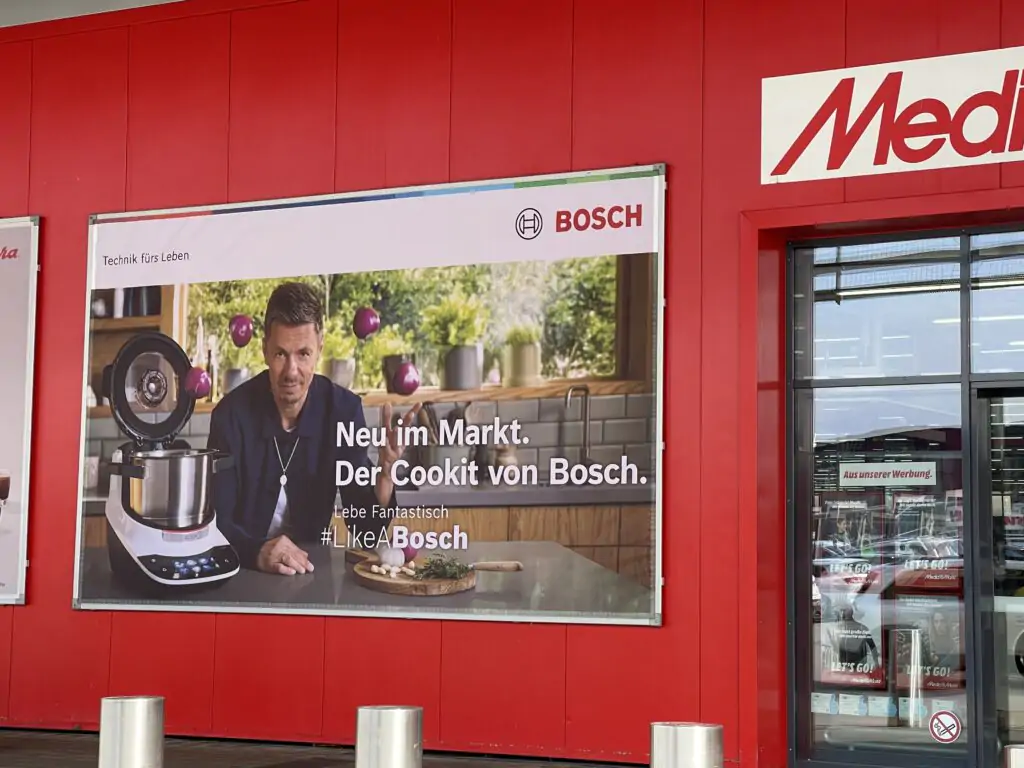 Technik fürs Leben
BOSCH
Neu im Markt.
Der Cookit von Bosch.
Lebe Fantastisch
#LikeABosch
Aus unserer Werbung.
LET'S GO!
LET'S GO!
LET'S GO!
LET'S GO!